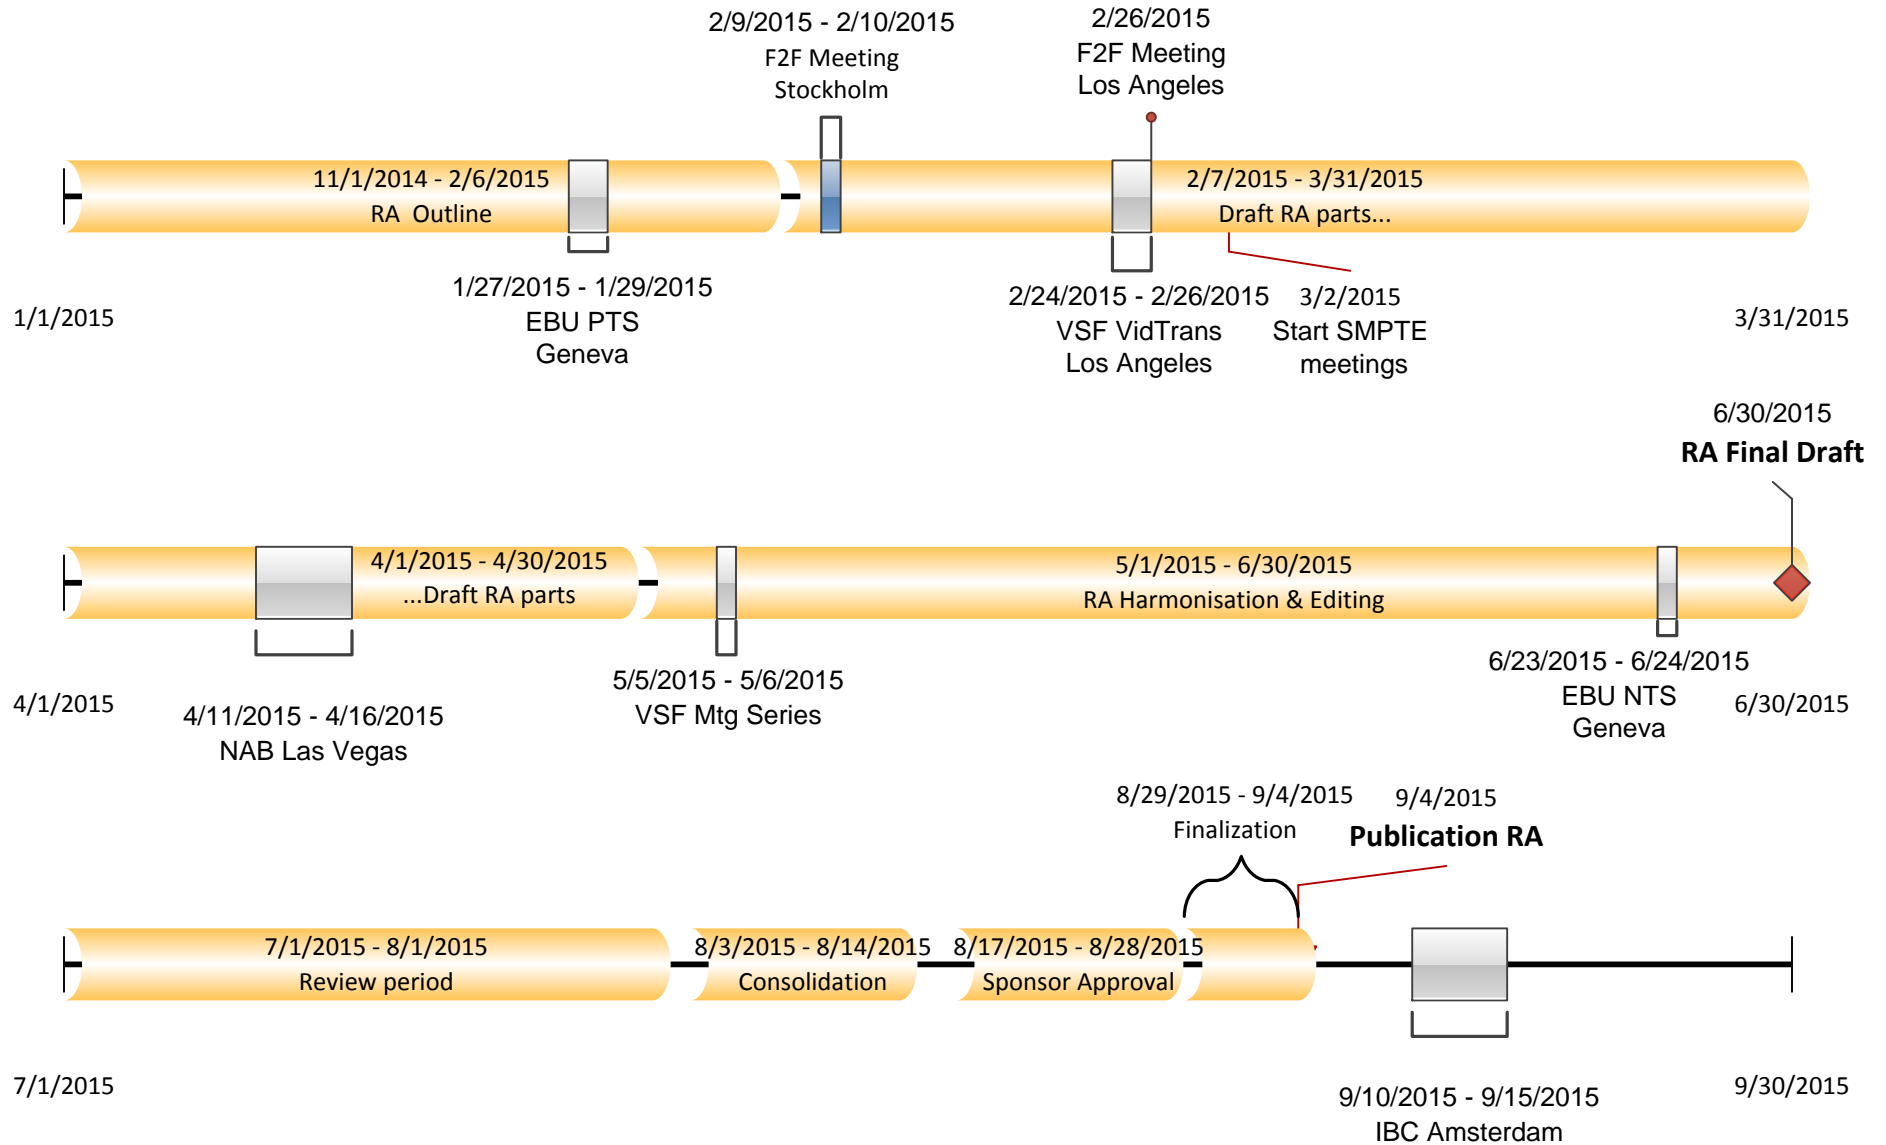 2/9/2015 - 2/10/2015
F2F Meeting
Stockholm
2/26/2015
F2F Meeting
Los Angeles
11/1/2014 - 2/6/2015
RA  Outline
2/7/2015 - 3/31/2015
Draft RA parts...
1/27/2015 - 1/29/2015
EBU PTS
Geneva
2/24/2015 - 2/26/2015
VSF VidTrans
Los Angeles
3/2/2015
Start SMPTE
meetings
1/1/2015
3/31/2015
6/30/2015
RA Final Draft
4/1/2015 - 4/30/2015
...Draft RA parts
5/1/2015 - 6/30/2015
RA Harmonisation & Editing
4/11/2015 - 4/16/2015
NAB Las Vegas
5/5/2015 - 5/6/2015
VSF Mtg Series
6/23/2015 - 6/24/2015
EBU NTS
Geneva
4/1/2015
6/30/2015
8/29/2015 - 9/4/2015
Finalization
9/4/2015
Publication RA
7/1/2015 - 8/1/2015
Review period
8/3/2015 - 8/14/2015
Consolidation
8/17/2015 - 8/28/2015
Sponsor Approval
7/1/2015
9/30/2015
9/10/2015 - 9/15/2015
IBC Amsterdam